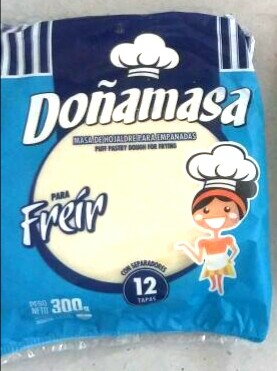 Doñamasa
MASA DE HOJALDRE PARA EMPANADAS
PUFF PASTRY DOUGH FOR FRYING
PARA
Freír
CON SEPARADORES
12
TAPAS
PESO
NETO 300g